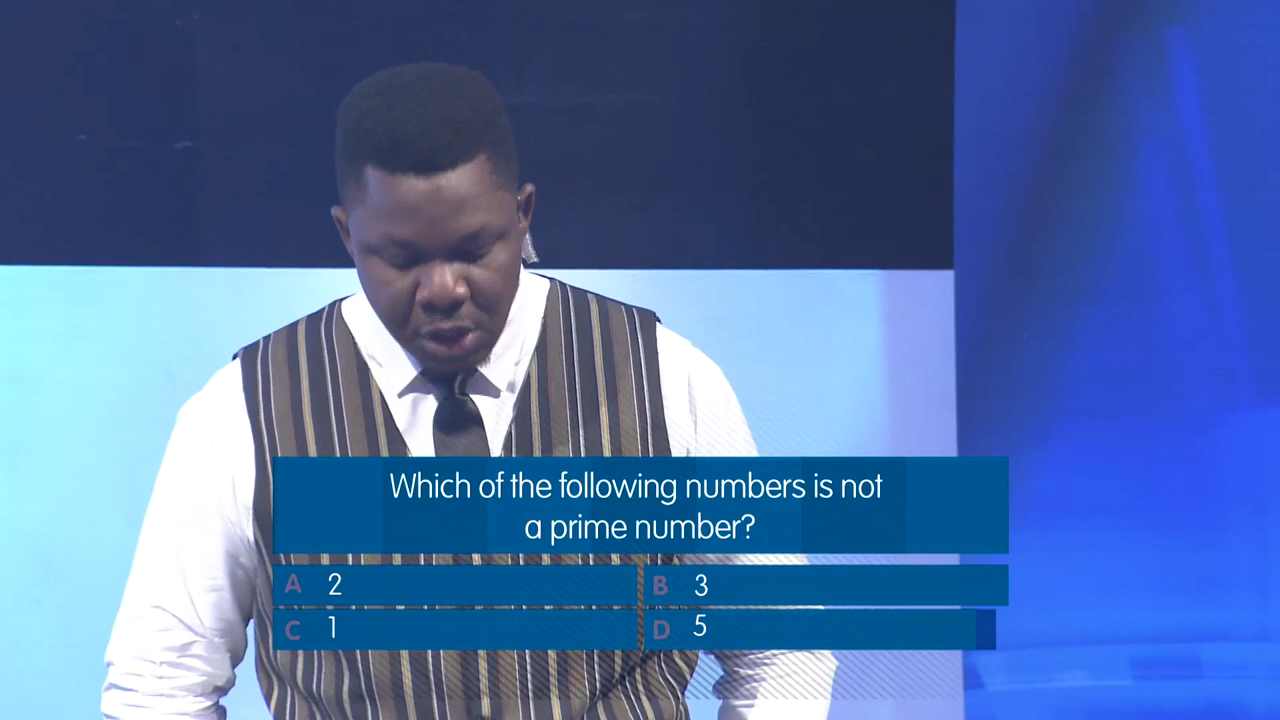 Which of the following numbers is not
a prime number?
A 2
B 3
C 1
D 5